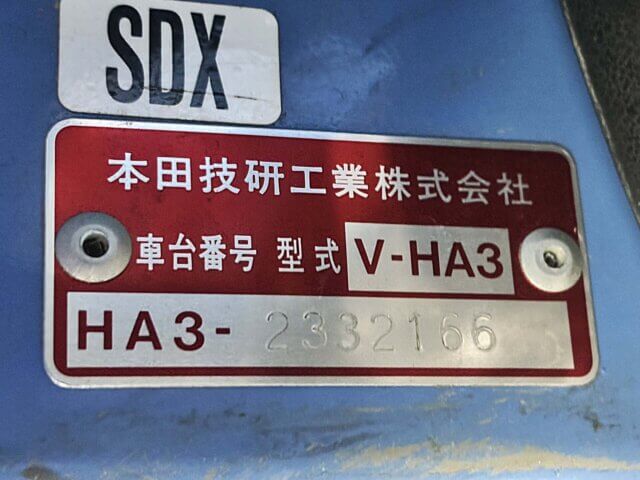 SDX
本田技研工業株式会社
車台番号 型式 V-HA3
HA3- 2332166